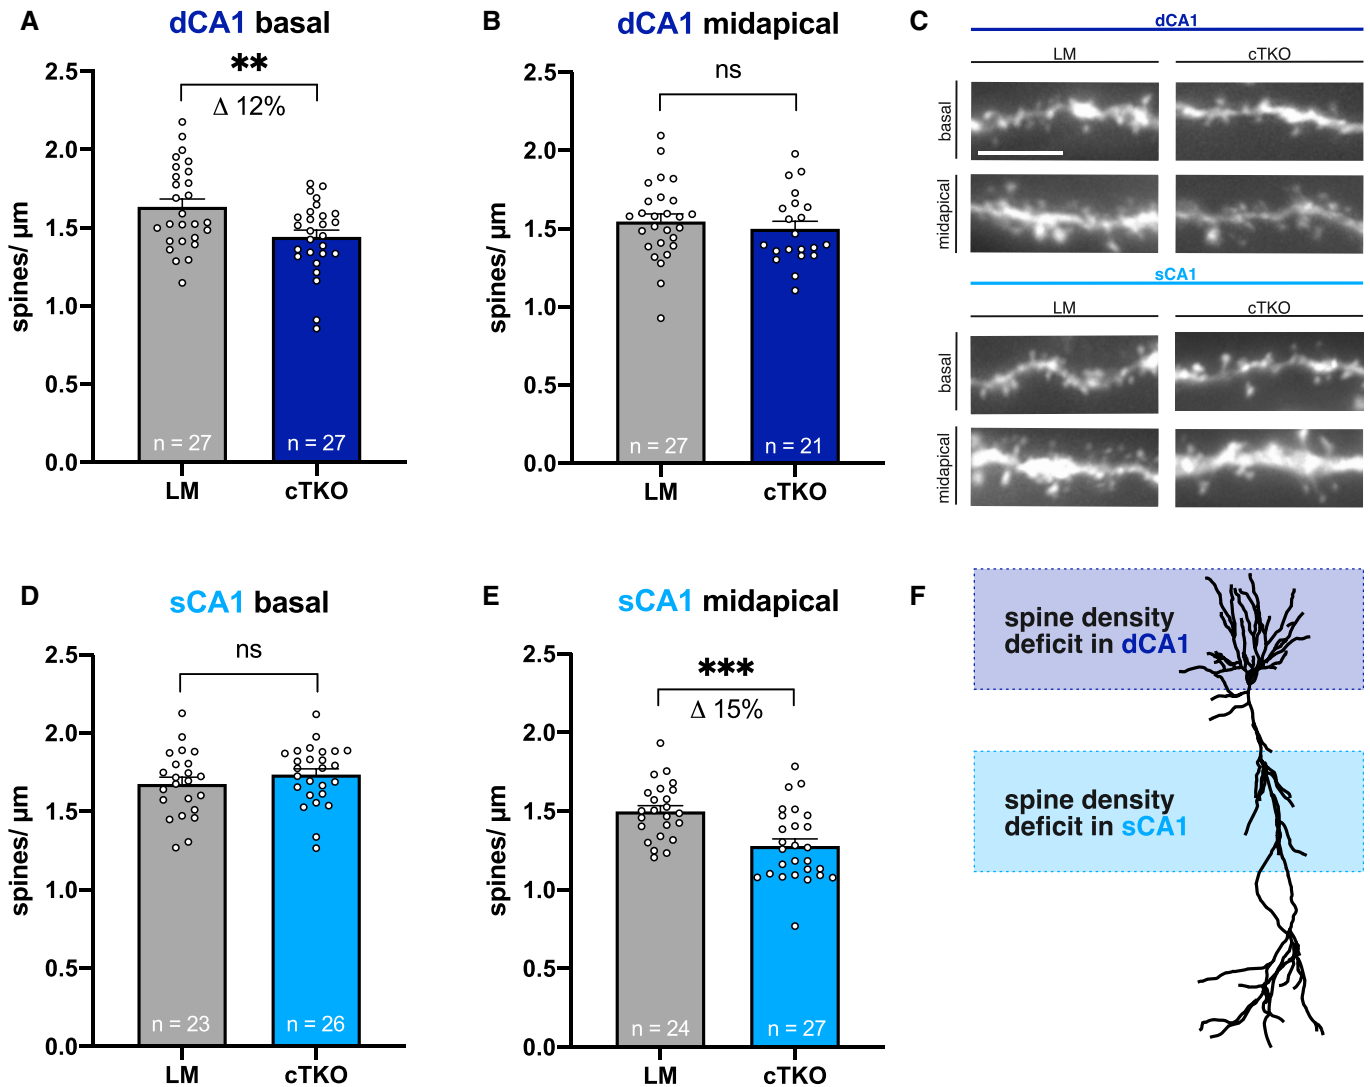 A
dCA1 basal
**
Δ 12%
2.5
2.0
1.5
1.0
0.5
0.0
spines/ µm
n = 27
n = 27
LM
cTKO
B
dCA1 midapical
ns
2.5
2.0
1.5
1.0
0.5
0.0
spines/ µm
n = 27
n = 21
LM
cTKO
C
dCA1
LM
cTKO
basal
midapical
sCA1
LM
cTKO
basal
midapical
D
sCA1 basal
ns
2.5
2.0
1.5
1.0
0.5
0.0
spines/ µm
n = 23
n = 26
LM
cTKO
E
sCA1 midapical
***
Δ 15%
2.5
2.0
1.5
1.0
0.5
0.0
spines/ µm
n = 24
n = 27
LM
cTKO
F
spine density
deficit in dCA1
spine density
deficit in sCA1